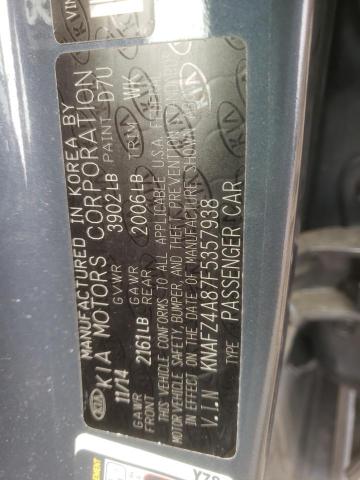 MANUFACTURED IN KOREA BY
KIA KIA MOTORS CORPORATION
11/14 GVWR 3902LB PAINT D7U
GAWR FRONT 2161LB GAWR REAR 2006LB TRIM WK
THIS VEHICLE CONFORMS TO ALL APPLICABLE U.S.A. FEDERAL
MOTOR VEHICLE SAFETY, BUMPER, AND THEFT PREVENTION
IN EFFECT ON THE DATE OF MANUFACTURE SHOWN
V.I.N KNAFZ4A87F5357938
TYPE PASSENGER CAR